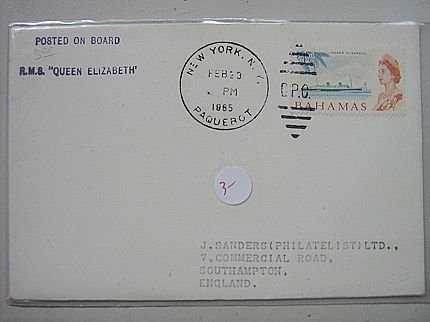 POSTED ON BOARD
R.M.S. "QUEEN ELIZABETH'
NEW YORK, N.Y.
FEB 23
PM
1965
PAQUEBOT
QUEEN ELIZABETH
G.P.O.
BAHAMAS
3-
J.SANDERS(PHILATELIST)LTD.,
7,COMMERCIAL ROAD,
SOUTHAMPTON,
ENGLAND.